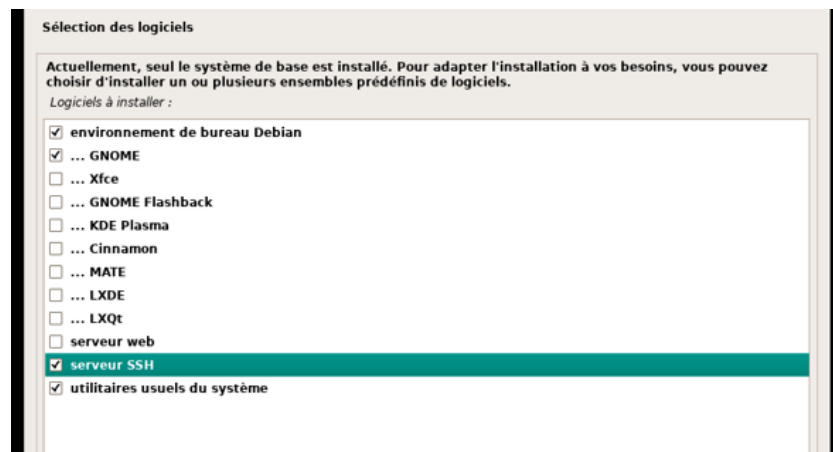 Sélection des logiciels
Actuellement, seul le système de base est installé. Pour adapter l'installation à vos besoins, vous pouvez
choisir d'installer un ou plusieurs ensembles prédéfinis de logiciels.
Logiciels à installer :
environnement de bureau Debian
... GNOME
... Xfce
... GNOME Flashback
... KDE Plasma
... Cinnamon
... MATE
... LXDE
... LXQt
serveur web
serveur SSH
utilitaires usuels du système